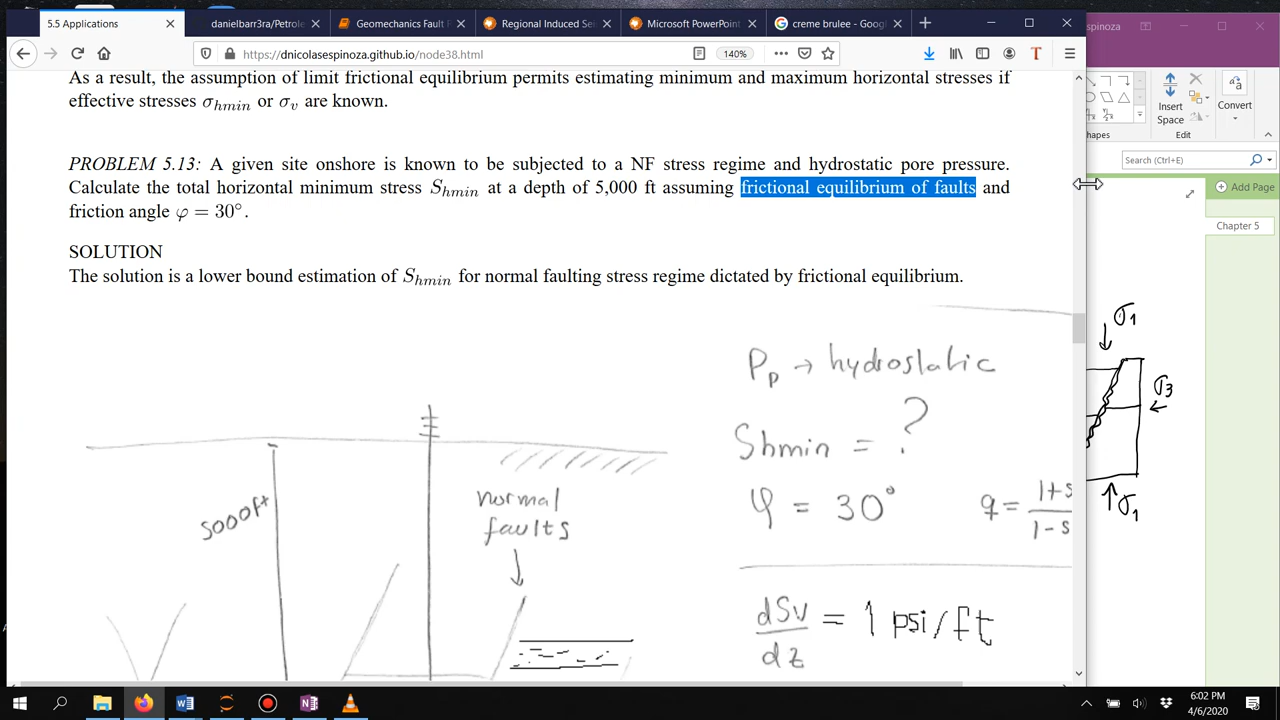 5.5 Applications
danielbarr3ra/Petrole
Geomechanics Fault F
Regional Induced Sei
Microsoft PowerPoint
creme brulee - Googl
spinoza
https://dnicolasespinoza.github.io/node38.html
140%
T
Insert
Space
Convert
hapes
Edit
Search (Ctrl+E)
Add Page
Chapter 5
As a result, the assumption of limit frictional equilibrium permits estimating minimum and maximum horizontal stresses if
effective stresses σhmin or σv are known.
PROBLEM 5.13: A given site onshore is known to be subjected to a NF stress regime and hydrostatic pore pressure.
Calculate the total horizontal minimum stress Shmin at a depth of 5,000 ft assuming frictional equilibrium of faults and
friction angle φ = 30°.
SOLUTION
The solution is a lower bound estimation of Shmin for normal faulting stress regime dictated by frictional equilibrium.
Pp → hydrostatic
Shmin = ?
φ = 30°
q = 1+s
1-s
5000ft
normal
faults
dSv
dz
= 1 psi/ft
σ1
σ3
σ1
6:02 PM
4/6/2020